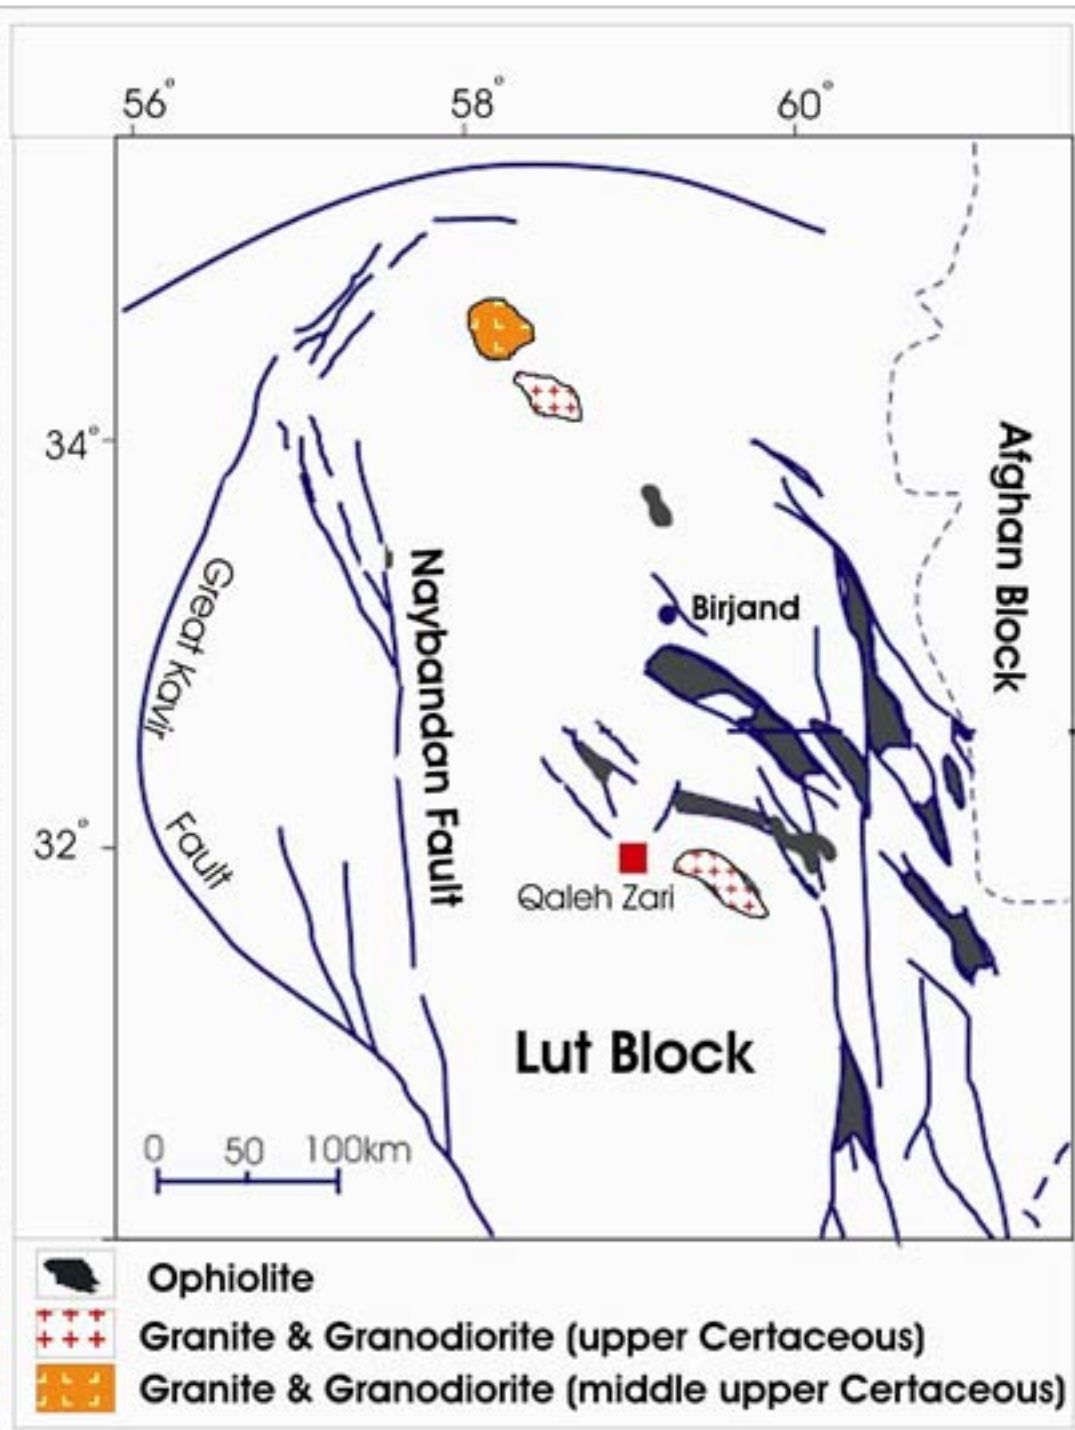 56°
58°
60°
34°
32°
Great Kavir
Fault
Naybandan Fault
Afghan Block
Birjand
Qaleh Zari
Lut Block
0 50 100km
Ophiolite
Granite & Granodiorite (upper Certaceous)
Granite & Granodiorite (middle upper Certaceous)